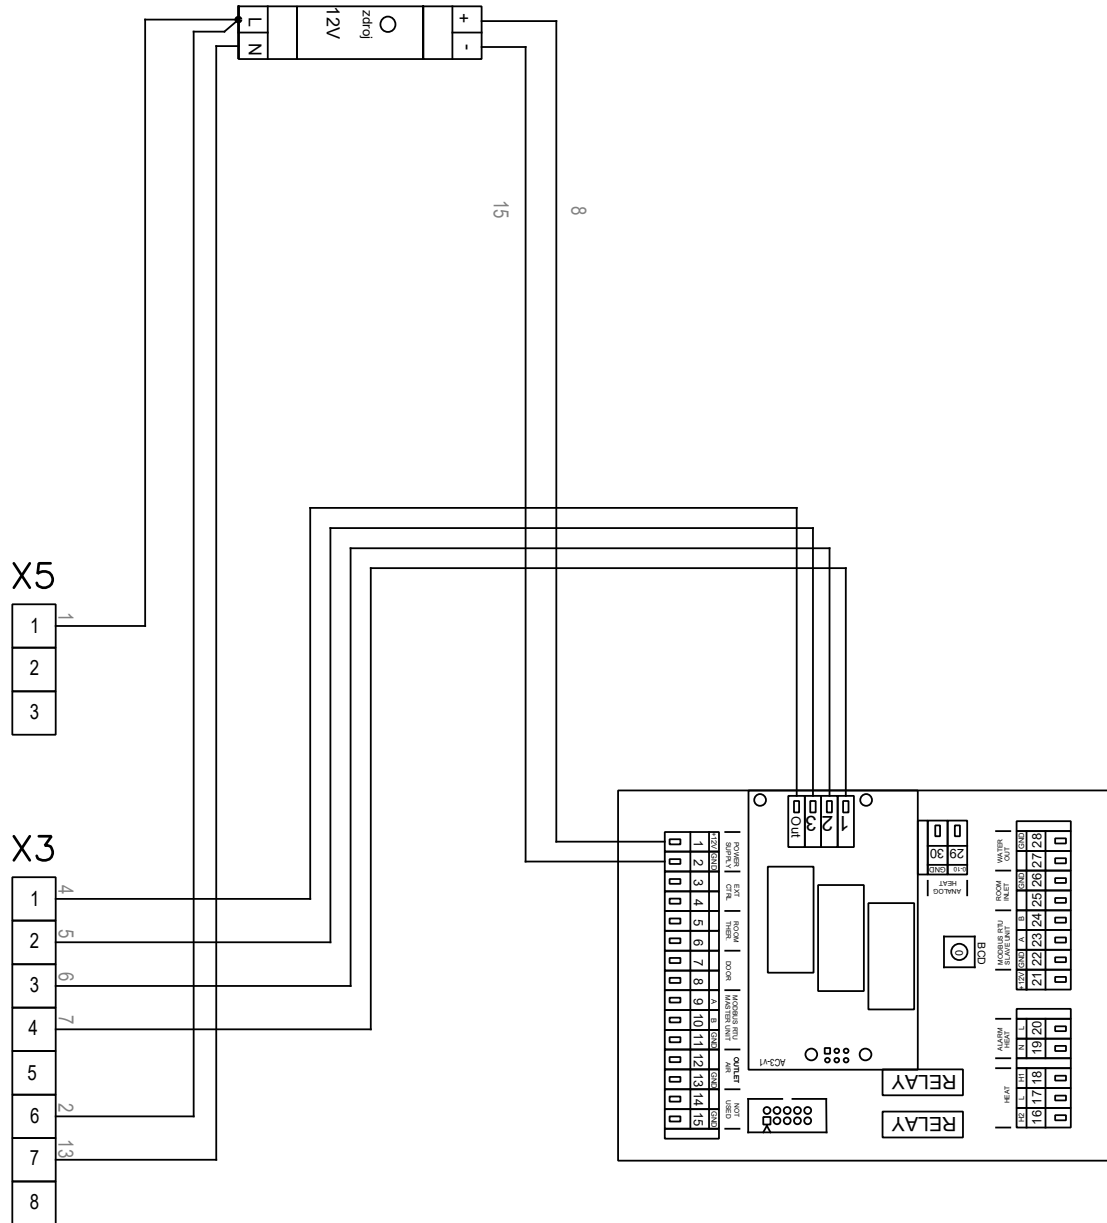 L
N
zdroj
12V
+
-
15
8
X5
1
1
2
3
X3
1
4
2
5
3
6
4
7
5
6
2
7
13
8
Out
3
2
1
1 +12V
2 GND
3
4
5
6
7
8
9 A
10 B
11 GND
12
13 GND
14
15 GND
POWER SUPPLY
EXT CTRL
ROOM THER.
DOOR
MODBUS RTU MASTER UNIT
OUTLET AIR
NOT USED
AC3-v1
30
29
GND
0-10
ANALOG HEAT
0
BCD
RELAY
RELAY
WATER OUT
ROOM INLET
MODBUS RTU SLAVE UNIT
GND 28
27
GND 26
25
B 24
A 23
GND 22
+12V 21
ALARM HEAT
L 20
N 19
HEAT
H1 18
L 17
H2 16